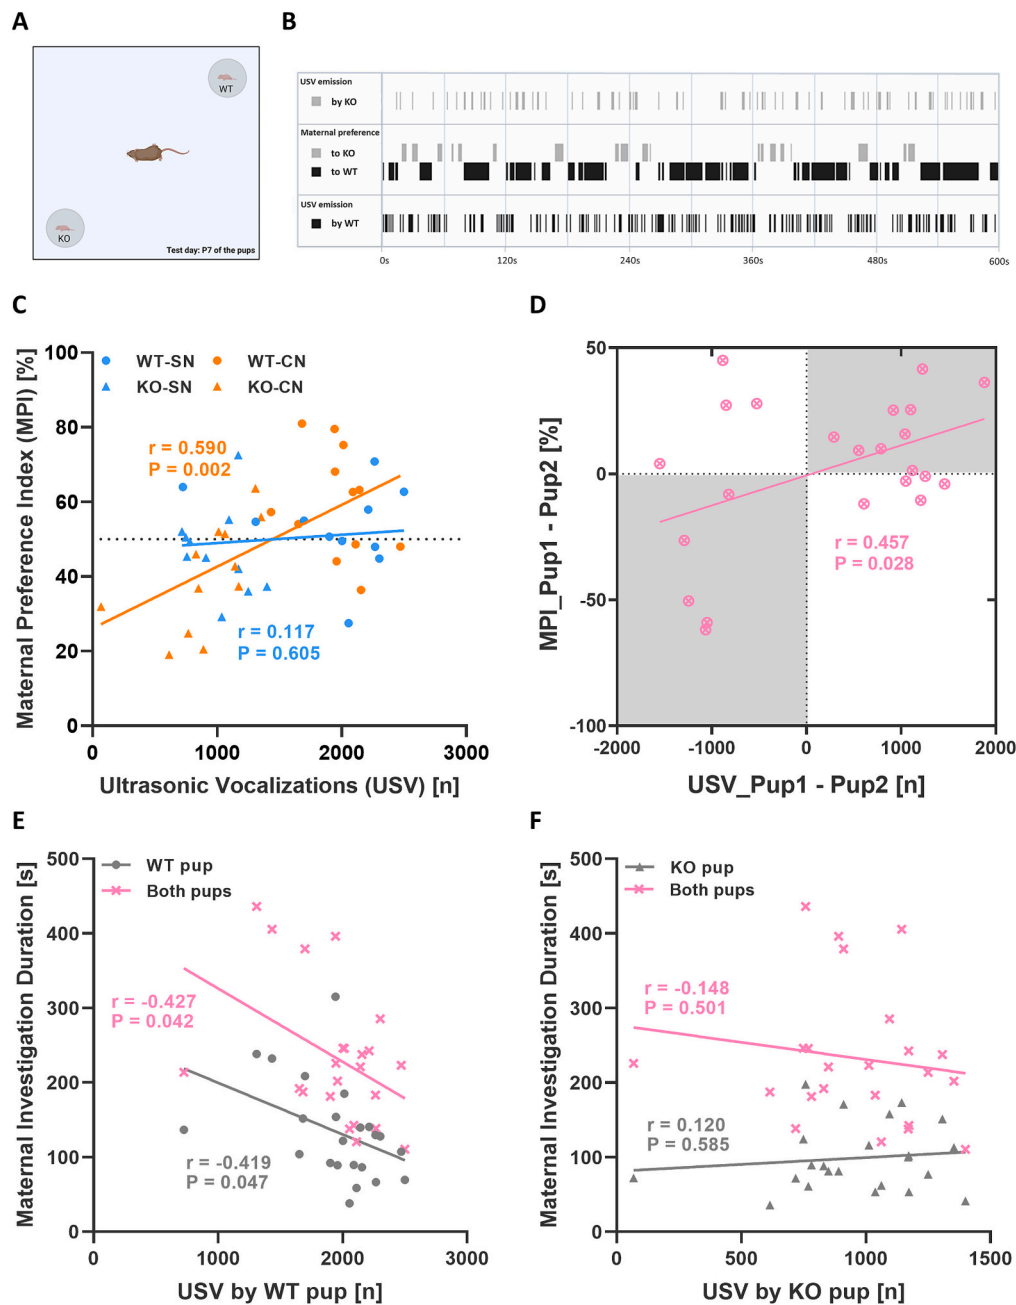 A
WT
KO
Test day: P7 of the pups
B
USV emission
by KO
Maternal preference
to KO
to WT
USV emission
by WT
0s
120s
240s
360s
480s
600s
C
WT-SN
WT-CN
KO-SN
KO-CN
r = 0.590
P = 0.002
r = 0.117
P = 0.605
Maternal Preference Index (MPI) [%]
100
80
60
40
20
0
0
1000
2000
3000
Ultrasonic Vocalizations (USV) [n]
D
MPI_Pup1 - Pup2 [%]
50
0
-50
-100
r = 0.457
P = 0.028
-2000
-1000
0
1000
2000
USV_Pup1 - Pup2 [n]
E
WT pup
Both pups
r = -0.427
P = 0.042
r = -0.419
P = 0.047
Maternal Investigation Duration [s]
500
400
300
200
100
0
0
1000
2000
3000
USV by WT pup [n]
F
KO pup
Both pups
r = -0.148
P = 0.501
r = 0.120
P = 0.585
Maternal Investigation Duration [s]
500
400
300
200
100
0
0
500
1000
1500
USV by KO pup [n]